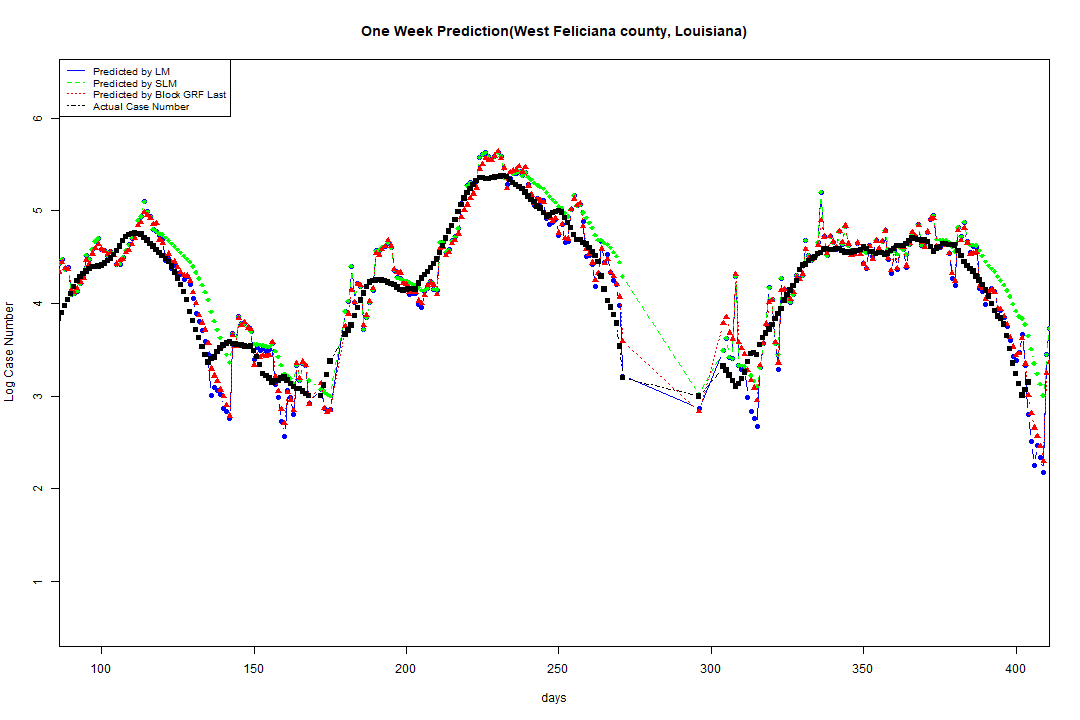 One Week Prediction(West Feliciana county, Louisiana)
Predicted by LM
Predicted by SLM
Predicted by Block GRF Last
Actual Case Number
Log Case Number
6
5
4
3
2
1
100 150 200 250 300 350 400
days